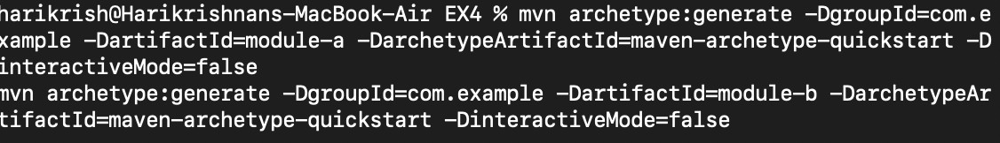 harikrish@Harikrishnans-MacBook-Air EX4 % mvn archetype:generate -DgroupId=com.e
xample -DartifactId=module-a -DarchetypeArtifactId=maven-archetype-quickstart -D
interactiveMode=false
mvn archetype:generate -DgroupId=com.example -DartifactId=module-b -DarchetypeAr
tifactId=maven-archetype-quickstart -DinteractiveMode=false